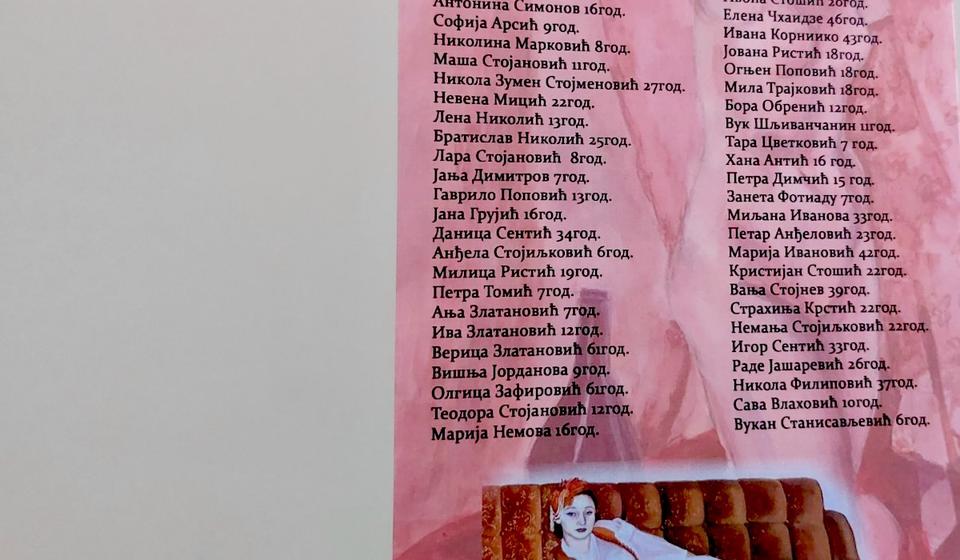 Антонина Симонов 16год.
Софија Арсић 9год.
Николина Марковић 8год.
Маша Стојановић 11год.
Никола Зумен Стојменовић 27год.
Невена Мицић 22год.
Лена Николић 13год.
Братислав Николић 25год.
Лара Стојановић 8год.
Јања Димитров 7год.
Гаврило Поповић 13год.
Јана Грујић 16год.
Даница Сентић 34год.
Анђела Стојиљковић 6год.
Милица Ристић 19год.
Петра Томић 7год.
Ања Златановић 7год.
Ива Златановић 12год.
Верица Златановић 61год.
Вишња Јорданова 9год.
Олгица Зафировић 61год.
Теодора Стојановић 12год.
Марија Немова 16год.
Стошић 20год.
Елена Чхаидзе 46год.
Ивана Корниико 43год.
Јована Ристић 18год.
Огњен Поповић 18год.
Мила Трајковић 18год.
Бора Обренић 12год.
Вук Шљиванчанин 11год.
Тара Цветковић 7 год.
Хана Антић 16 год.
Петра Димчић 15 год.
Занета Фотиаду 7год.
Миљана Иванова 33год.
Петар Анђеловић 23год.
Марија Ивановић 42год.
Кристијан Стошић 22год.
Вања Стојнев 39год.
Страхиња Крстић 22год.
Немања Стојиљковић 22год.
Игор Сентић 33год.
Раде Јашаревић 26год.
Никола Филиповић 37год.
Сава Влаховић 10год.
Вукан Станисављевић 6год.